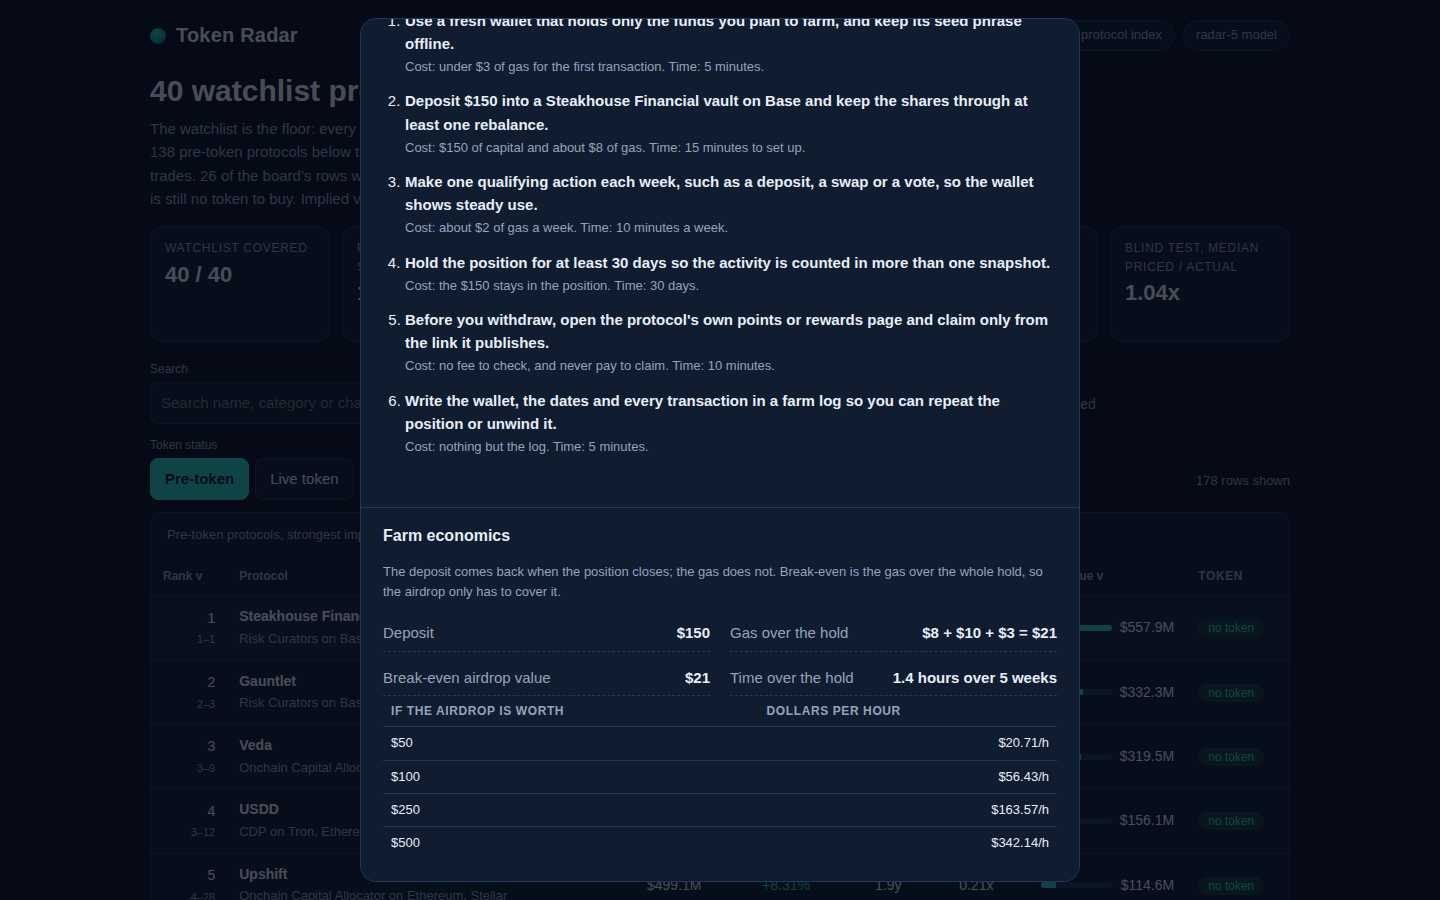 Token Radar
protocol index
radar-5 model
40 watchlist pr
The watchlist is the floor: every
138 pre-token protocols below t
trades. 26 of the board's rows w
is still no token to buy. Implied v
WATCHLIST COVERED
40 / 40
BLIND TEST, MEDIAN
PRICED / ACTUAL
1.04x
Search
Search name, category or cha
ed
Token status
Pre-token
Live token
178 rows shown
Pre-token protocols, strongest imp
Rank v
Protocol
ue v
TOKEN
1
Steakhouse Financ
1–1
Risk Curators on Bas
$557.9M
no token
2
Gauntlet
2–3
Risk Curators on Bas
$332.3M
no token
3
Veda
3–9
Onchain Capital Alloc
$319.5M
no token
4
USDD
3–12
CDP on Tron, Ethere
$156.1M
no token
5
Upshift
4–28
Onchain Capital Allocator on Ethereum, Stellar
$499.1M
+8.31%
1.9y
0.21x
$114.6M
no token
1. Use a fresh wallet that holds only the funds you plan to farm, and keep its seed phrase
offline.
Cost: under $3 of gas for the first transaction. Time: 5 minutes.
2. Deposit $150 into a Steakhouse Financial vault on Base and keep the shares through at
least one rebalance.
Cost: $150 of capital and about $8 of gas. Time: 15 minutes to set up.
3. Make one qualifying action each week, such as a deposit, a swap or a vote, so the wallet
shows steady use.
Cost: about $2 of gas a week. Time: 10 minutes a week.
4. Hold the position for at least 30 days so the activity is counted in more than one snapshot.
Cost: the $150 stays in the position. Time: 30 days.
5. Before you withdraw, open the protocol's own points or rewards page and claim only from
the link it publishes.
Cost: no fee to check, and never pay to claim. Time: 10 minutes.
6. Write the wallet, the dates and every transaction in a farm log so you can repeat the
position or unwind it.
Cost: nothing but the log. Time: 5 minutes.
Farm economics
The deposit comes back when the position closes; the gas does not. Break-even is the gas over the whole hold, so
the airdrop only has to cover it.
Deposit $150
Gas over the hold $8 + $10 + $3 = $21
Break-even airdrop value $21
Time over the hold 1.4 hours over 5 weeks
IF THE AIRDROP IS WORTH DOLLARS PER HOUR
$50 $20.71/h
$100 $56.43/h
$250 $163.57/h
$500 $342.14/h